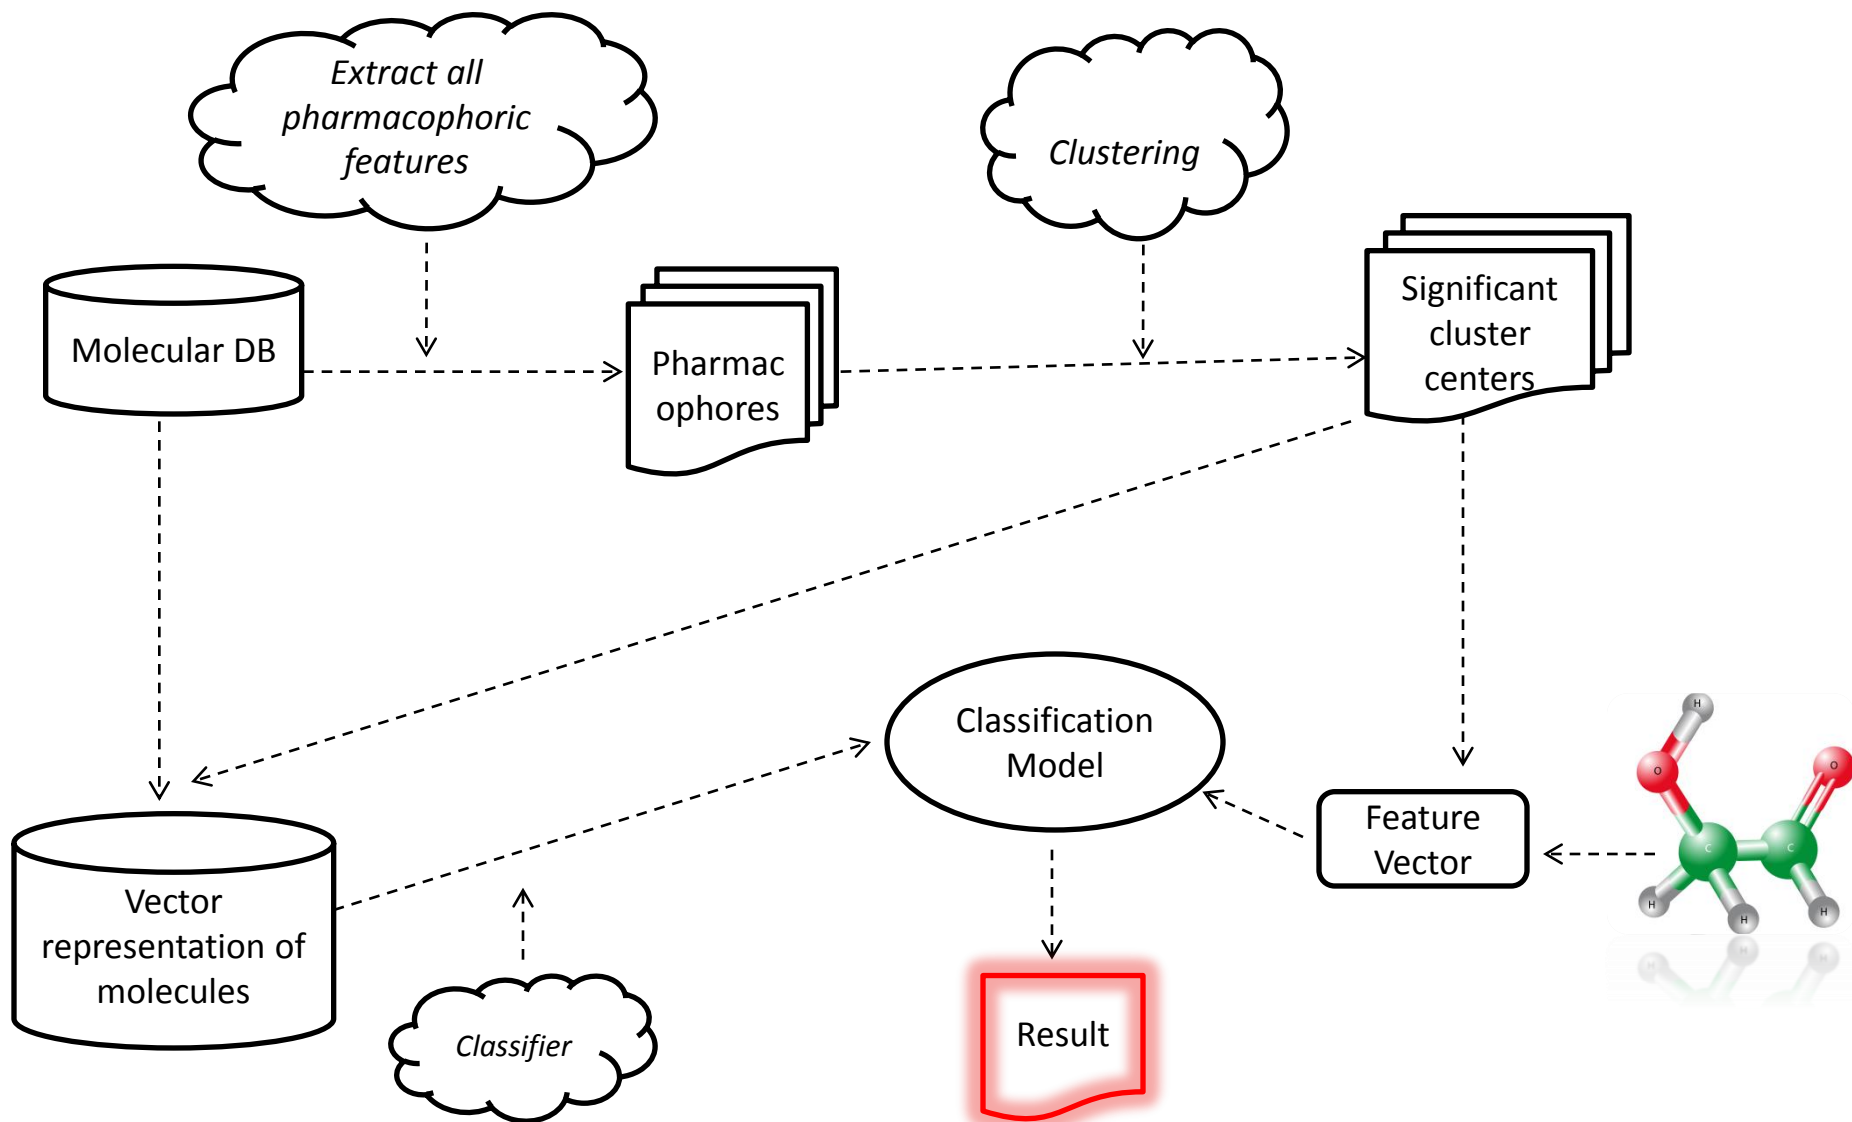 Extract all
pharmacophoric
features
Clustering
Molecular DB
Pharmac
ophores
Significant
cluster
centers
Classification
Model
Feature
Vector
H
O
O
C
C
H
H
H
Vector
representation of
molecules
Classifier
Result